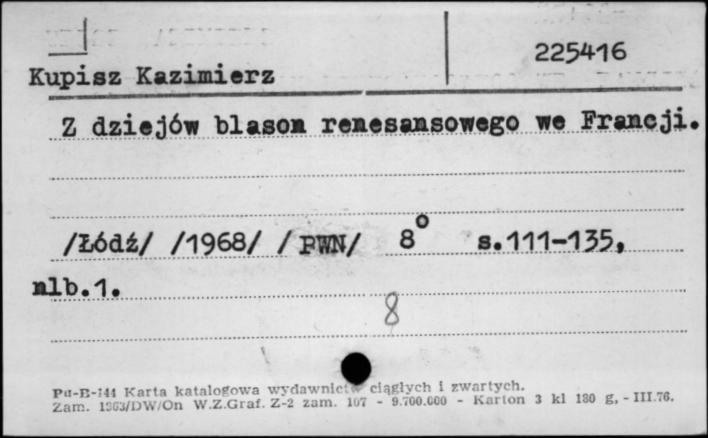 225416
Kupisz Kazimierz
Z dziejów blason renesansowego we Francji.
/Łódź/ /1968/ /PWN/ 8° s.111-135,
nlb.1.
8
Pu-B-144 Karta katalogowa wydawnictw ciągłych i zwartych.
Zam. 1363/DW/On W.Z.Graf. Z-2 zam. 107 - 9.700.000 - Karton 3 kl 180 g, - III.76.